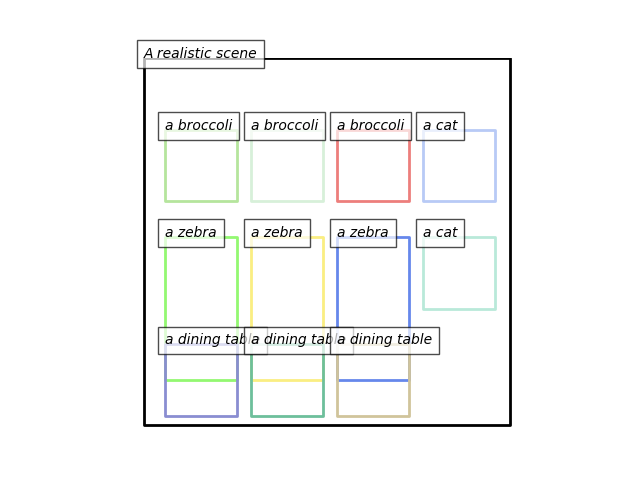 A realistic scene
a broccoli
a broccoli
a broccoli
a cat
a zebra
a zebra
a zebra
a cat
a dining table
a dining table
a dining table